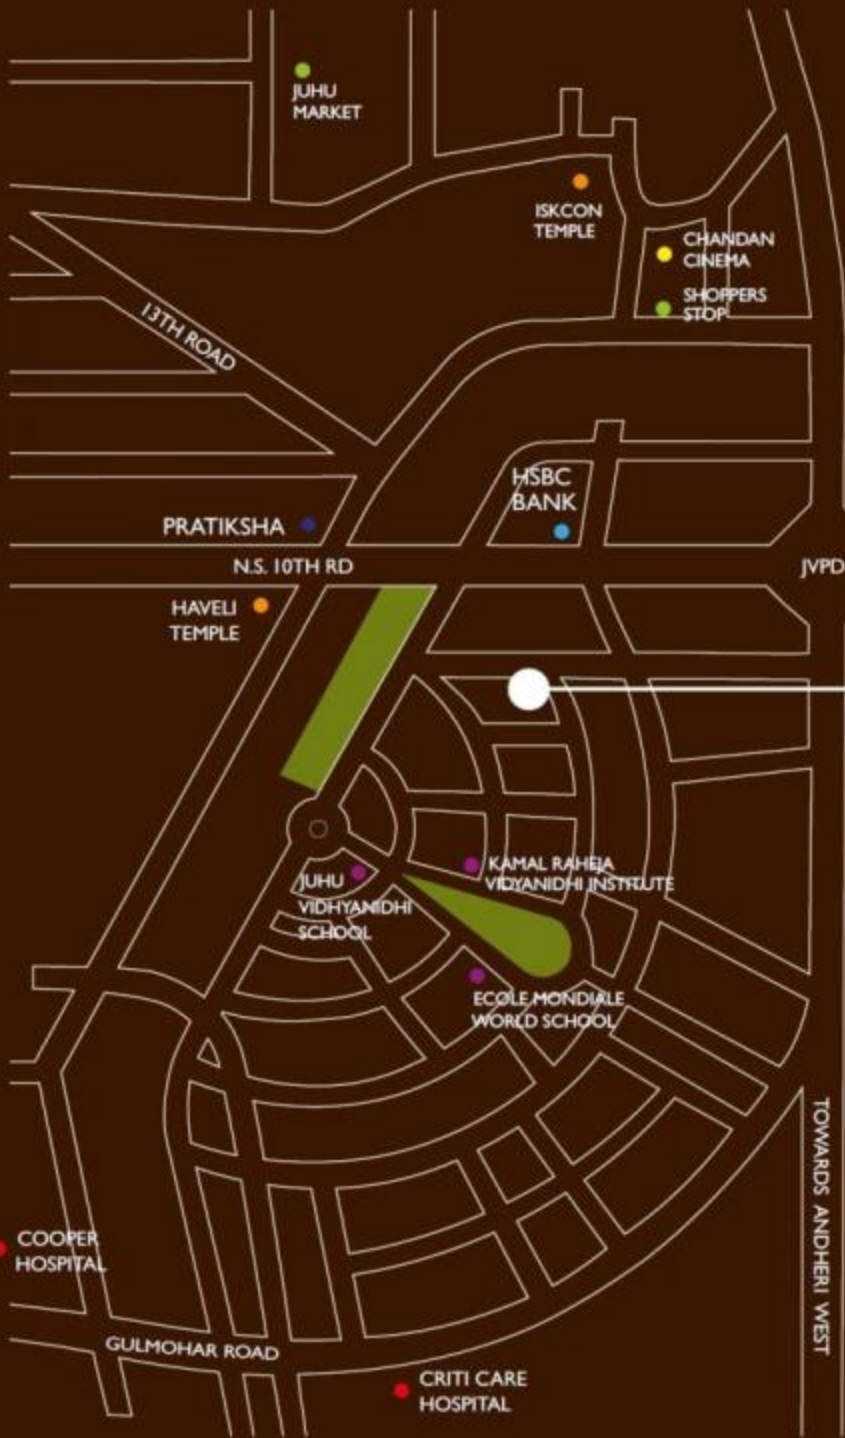 JUHU
MARKET
ISKCON
TEMPLE
CHANDAN
CINEMA
SHOPPERS
STOP
13TH ROAD
HSBC
BANK
PRATIKSHA
N.S. 10TH RD
JVPD
HAVELI
TEMPLE
KAMAL RAHEJA
VIDYANIDHI INSTITUTE
JUHU
VIDHYANIDHI
SCHOOL
ECOLE MONDIALE
WORLD SCHOOL
TOWARDS ANDHERI WEST
COOPER
HOSPITAL
GULMOHAR ROAD
CRITI CARE
HOSPITAL